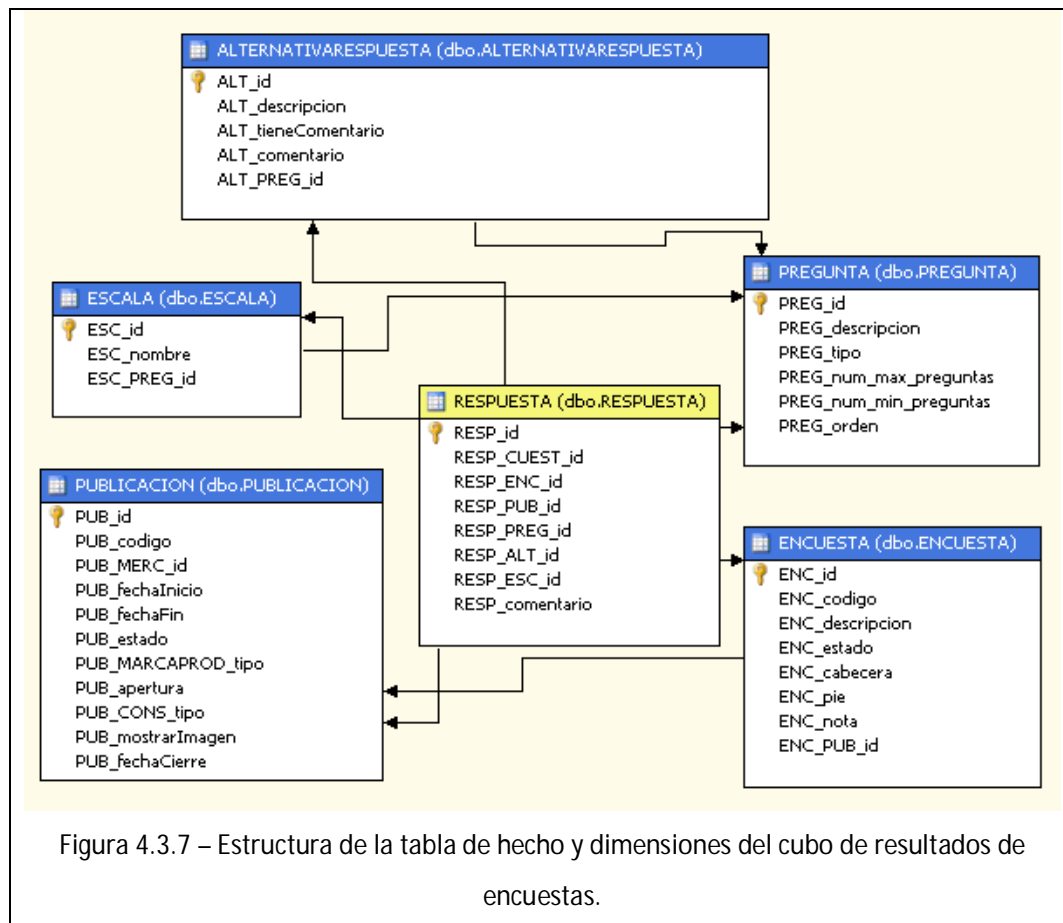 ALTERNATIVARESPUESTA (dbo.ALTERNATIVARESPUESTA)
ALT_id
ALT_descripcion
ALT_tieneComentario
ALT_comentario
ALT_PREG_id
ESCALA (dbo.ESCALA)
ESC_id
ESC_nombre
ESC_PREG_id
PREGUNTA (dbo.PREGUNTA)
PREG_id
PREG_descripcion
PREG_tipo
PREG_num_max_preguntas
PREG_num_min_preguntas
PREG_orden
RESPUESTA (dbo.RESPUESTA)
RESP_id
RESP_CUEST_id
RESP_ENC_id
RESP_PUB_id
RESP_PREG_id
RESP_ALT_id
RESP_ESC_id
RESP_comentario
PUBLICACION (dbo.PUBLICACION)
PUB_id
PUB_codigo
PUB_MERC_id
PUB_fechaInicio
PUB_fechaFin
PUB_estado
PUB_MARCAPROD_tipo
PUB_apertura
PUB_CONS_tipo
PUB_mostrarImagen
PUB_fechaCierre
ENCUESTA (dbo.ENCUESTA)
ENC_id
ENC_codigo
ENC_descripcion
ENC_estado
ENC_cabecera
ENC_pie
ENC_nota
ENC_PUB_id
Figura 4.3.7 – Estructura de la tabla de hecho y dimensiones del cubo de resultados de
encuestas.